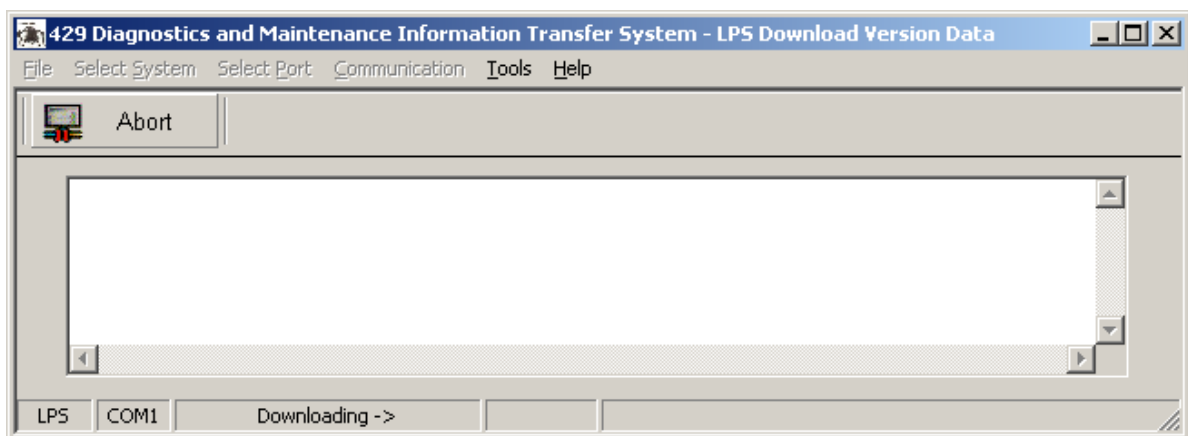 429 Diagnostics and Maintenance Information Transfer System - LPS Download Version Data
File Select System Select Port Communication Tools Help
Abort
LPS COM1 Downloading ->